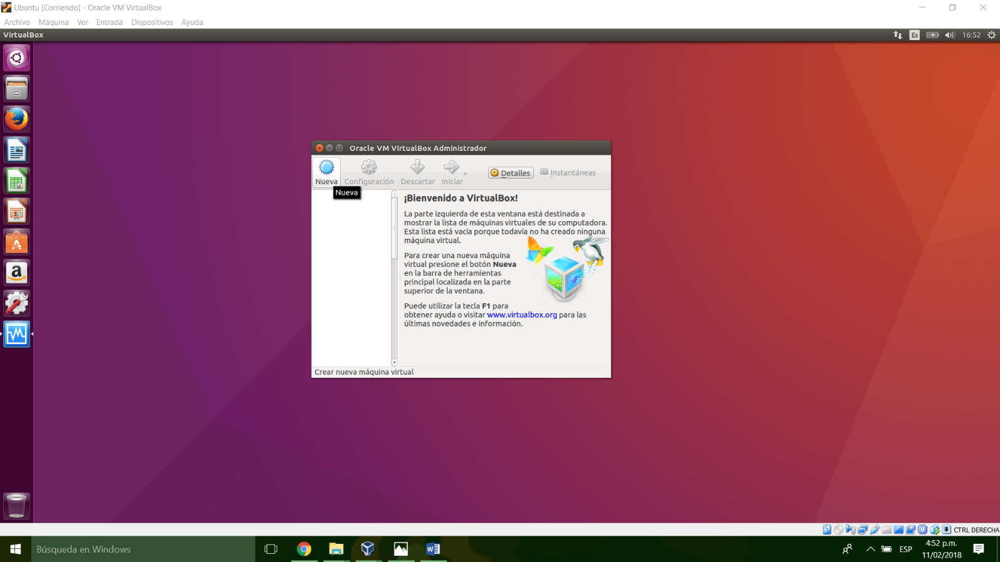 Ubuntu [Corriendo] - Oracle VM VirtualBox
Archivo Máquina Ver Entrada Dispositivos Ayuda
VirtualBox Es 16:52
Oracle VM VirtualBox Administrador
Nueva Configuración Descartar Iniciar Detalles Instantáneas
Nueva
¡Bienvenido a VirtualBox!
La parte izquierda de esta ventana está destinada a
mostrar la lista de máquinas virtuales de su computadora.
Esta lista está vacía porque todavía no ha creado ninguna
máquina virtual.
Para crear una nueva máquina
virtual presione el botón Nueva
en la barra de herramientas
principal localizada en la parte
superior de la ventana.
Puede utilizar la tecla F1 para
obtener ayuda o visitar www.virtualbox.org para las
últimas novedades e información.
Crear nueva máquina virtual
CTRL DERECHA
Búsqueda en Windows
ESP
4:52 p.m.
11/02/2018